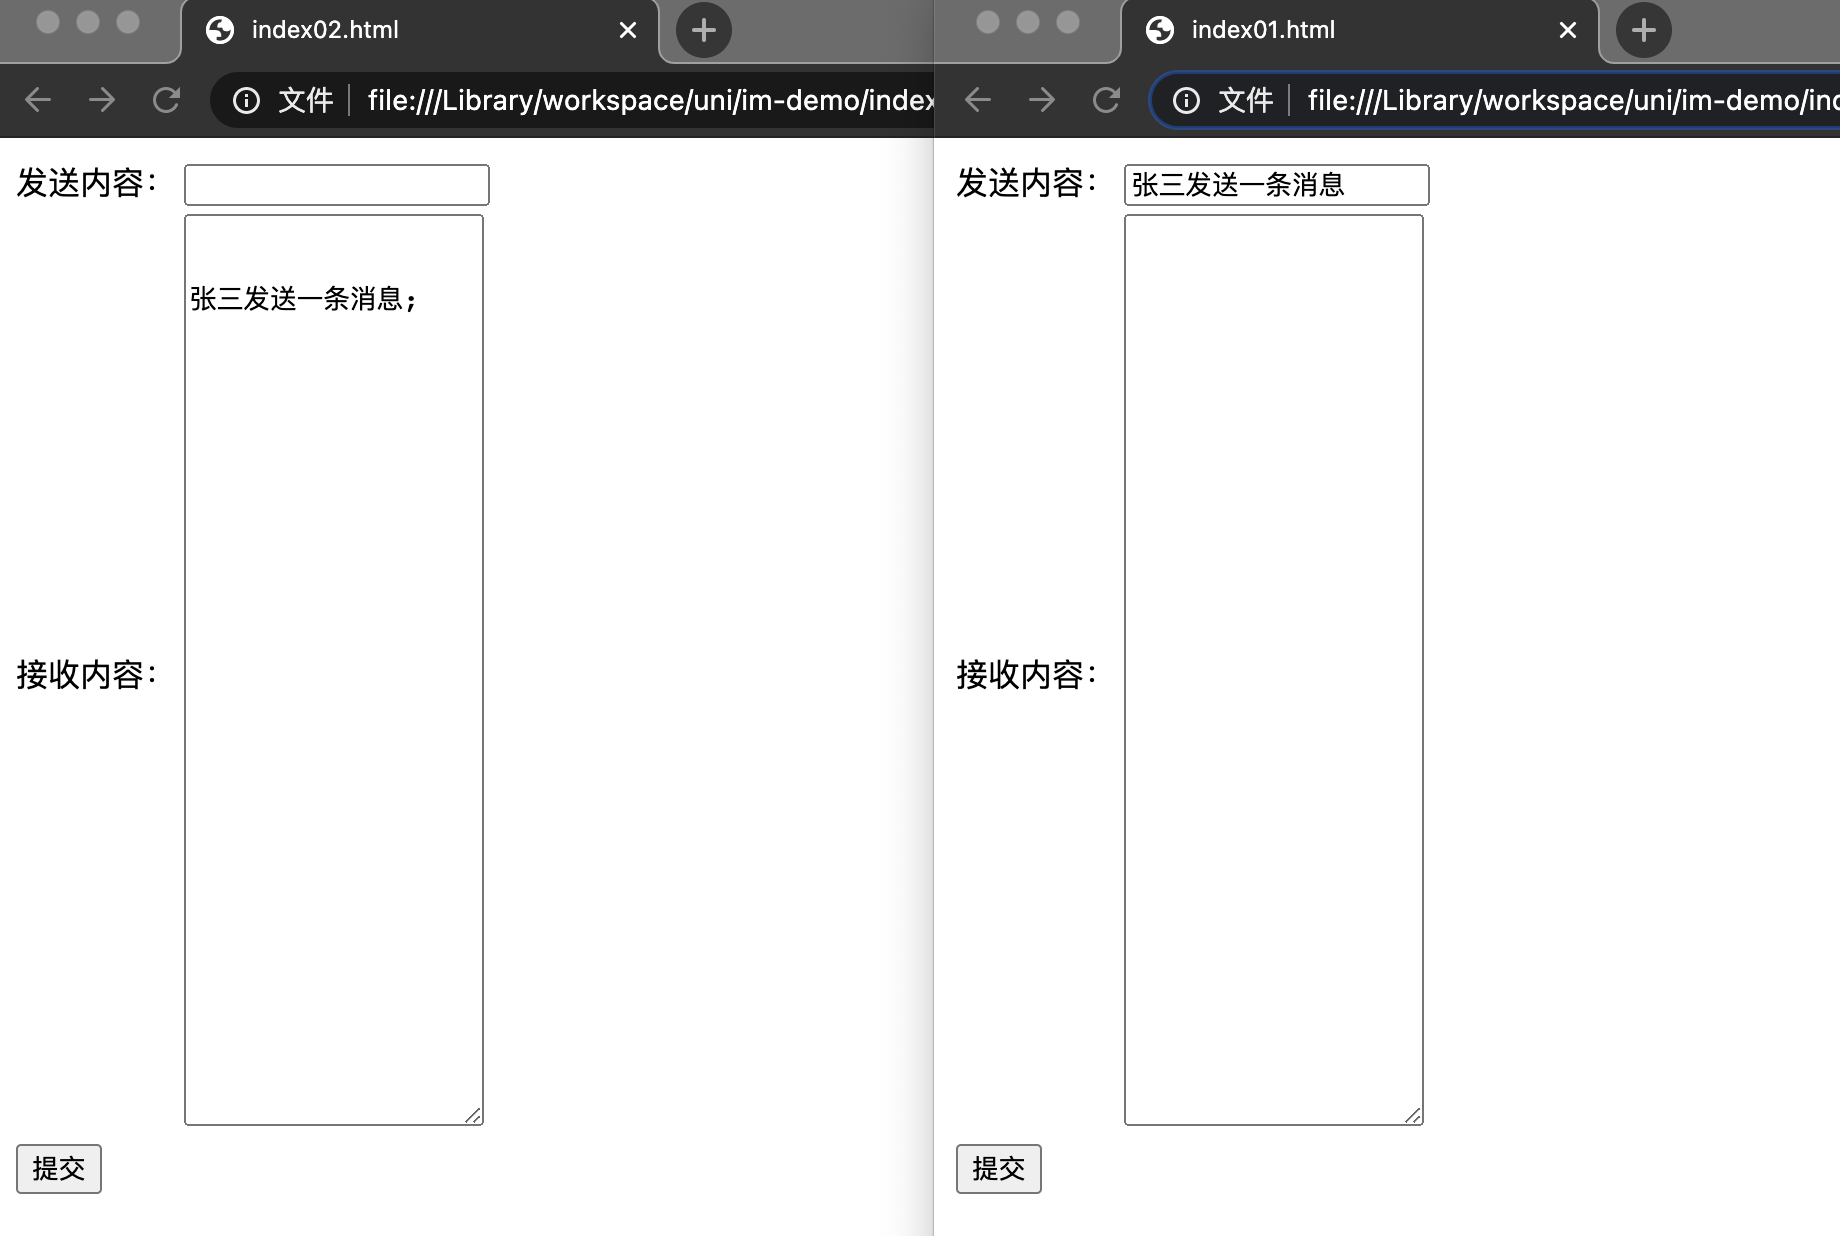 index02.html
文件 file:///Library/workspace/uni/im-demo/index
发送内容：
张三发送一条消息；
接收内容：
提交
index01.html
文件 file:///Library/workspace/uni/im-demo/ind
发送内容： 张三发送一条消息
接收内容：
提交